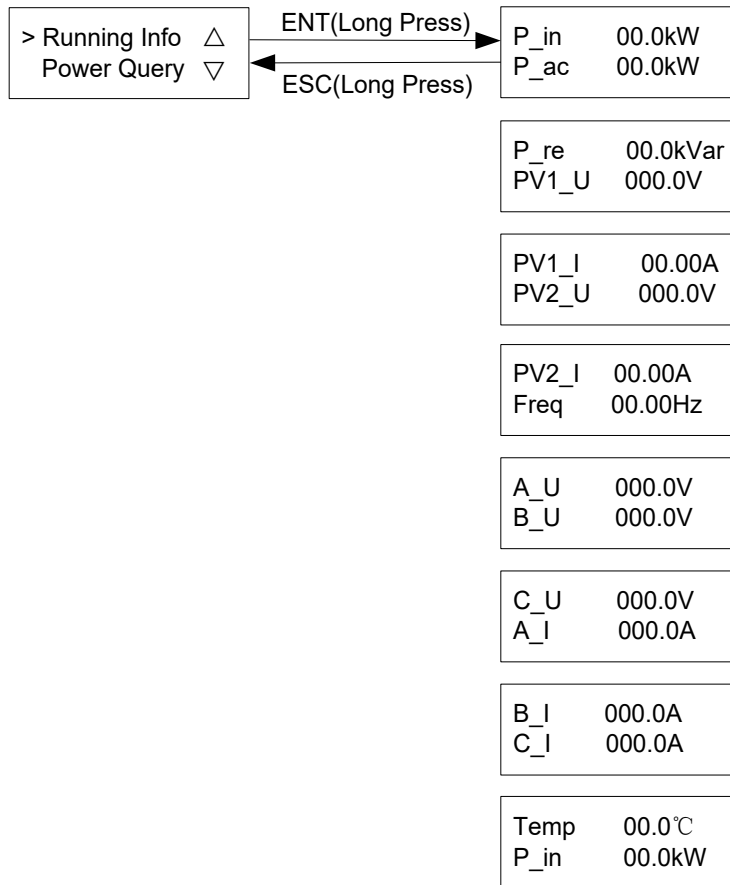 > Running Info △
Power Query ▽
ENT(Long Press)
ESC(Long Press)
P_in 00.0kW
P_ac 00.0kW
P_re 00.0kVar
PV1_U 000.0V
PV1_I 00.00A
PV2_U 000.0V
PV2_I 00.00A
Freq 00.00Hz
A_U 000.0V
B_U 000.0V
C_U 000.0V
A_I 000.0A
B_I 000.0A
C_I 000.0A
Temp 00.0℃
P_in 00.0kW